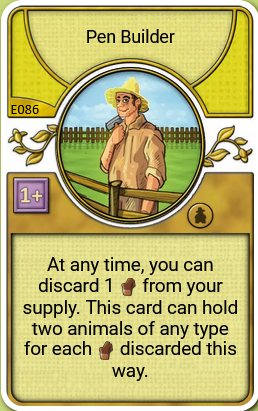 Pen Builder
E086
1+
At any time, you can
discard 1 from your
supply. This card can hold
two animals of any type
for each discarded this
way.